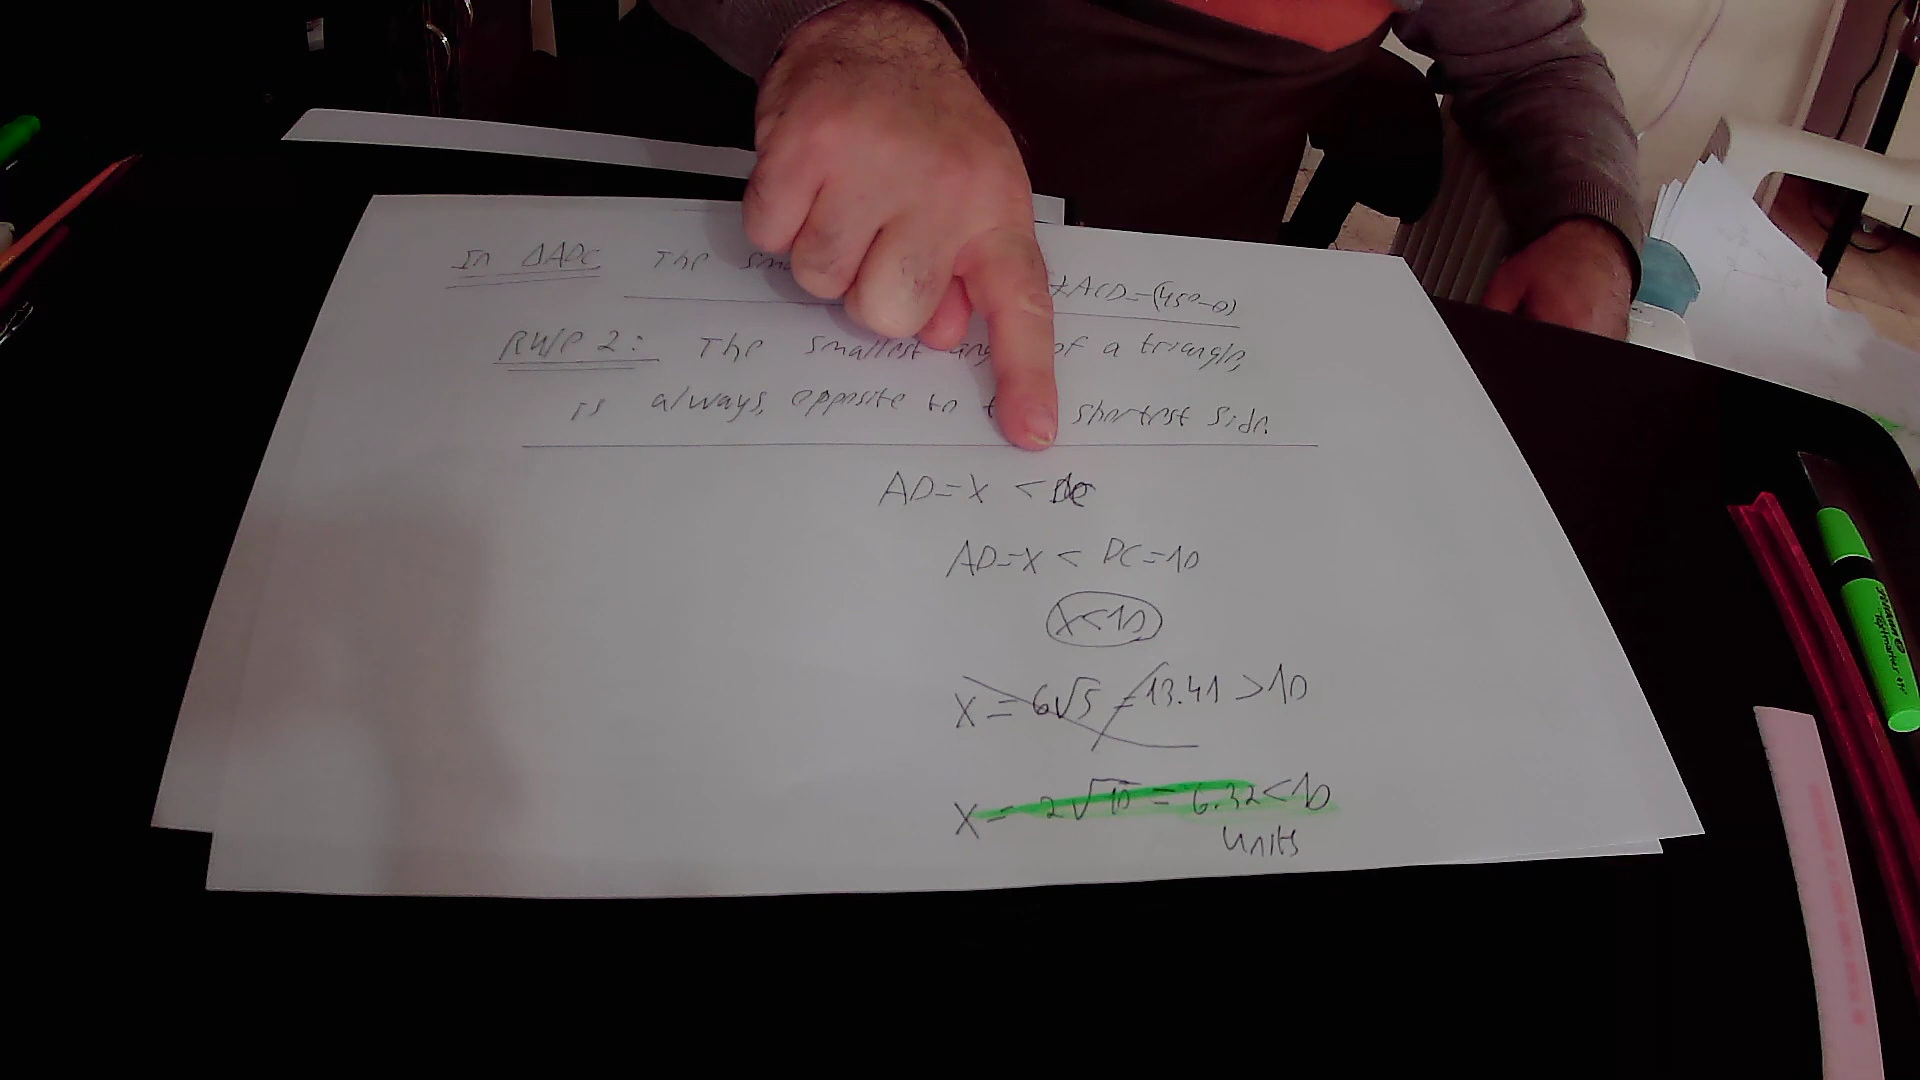 In ΔADC The ∡ACD=(45°-θ)
Rule 2: The smallest ang of a triangle,
is always, opposite to t shortest side.
AD=X <
AD=X < DC=10
X<10
X=6√5=13.41>10
X=2√10=6.32<10
units